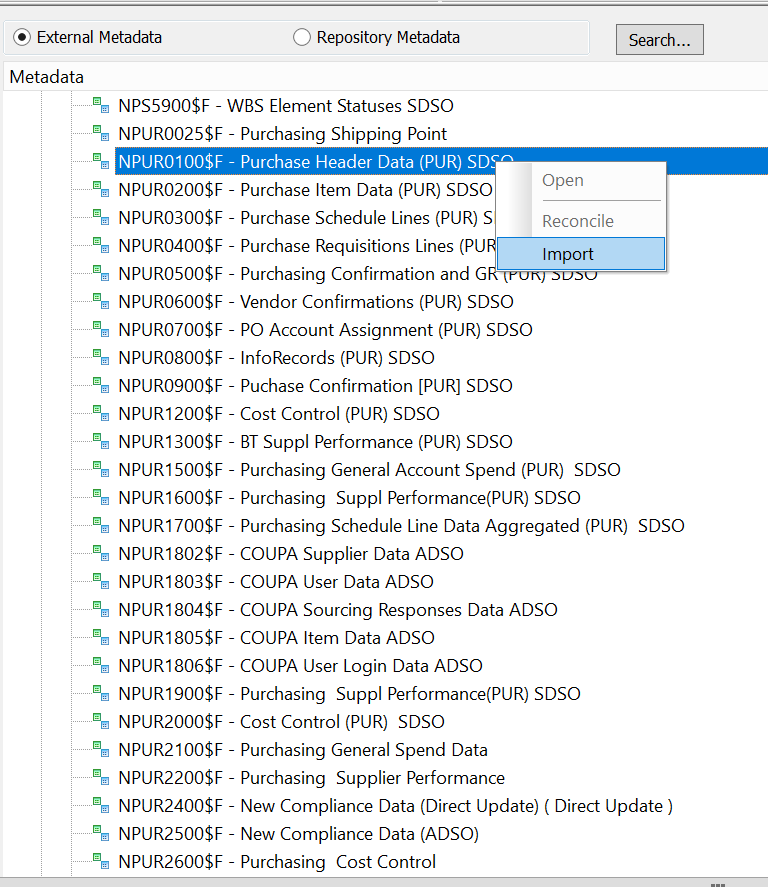 External Metadata
Repository Metadata
Search...
Metadata
NPS5900$F - WBS Element Statuses SDSO
NPUR0025$F - Purchasing Shipping Point
NPUR0100$F - Purchase Header Data (PUR) SDSO
Open
NPUR0200$F - Purchase Item Data (PUR) SDSO
NPUR0300$F - Purchase Schedule Lines (PUR)
Reconcile
NPUR0400$F - Purchase Requisitions Lines (PUR
Import
NPUR0500$F - Purchasing Confirmation and GR (PUR) SDSO
NPUR0600$F - Vendor Confirmations (PUR) SDSO
NPUR0700$F - PO Account Assignment (PUR) SDSO
NPUR0800$F - InfoRecords (PUR) SDSO
NPUR0900$F - Puchase Confirmation [PUR] SDSO
NPUR1200$F - Cost Control (PUR) SDSO
NPUR1300$F - BT Suppl Performance (PUR) SDSO
NPUR1500$F - Purchasing General Account Spend (PUR)  SDSO
NPUR1600$F - Purchasing  Suppl Performance(PUR) SDSO
NPUR1700$F - Purchasing Schedule Line Data Aggregated (PUR)  SDSO
NPUR1802$F - COUPA Supplier Data ADSO
NPUR1803$F - COUPA User Data ADSO
NPUR1804$F - COUPA Sourcing Responses Data ADSO
NPUR1805$F - COUPA Item Data ADSO
NPUR1806$F - COUPA User Login Data ADSO
NPUR1900$F - Purchasing  Suppl Performance(PUR) SDSO
NPUR2000$F - Cost Control (PUR)  SDSO
NPUR2100$F - Purchasing General Spend Data
NPUR2200$F - Purchasing  Supplier Performance
NPUR2400$F - New Compliance Data (Direct Update) ( Direct Update )
NPUR2500$F - New Compliance Data (ADSO)
NPUR2600$F - Purchasing  Cost Control